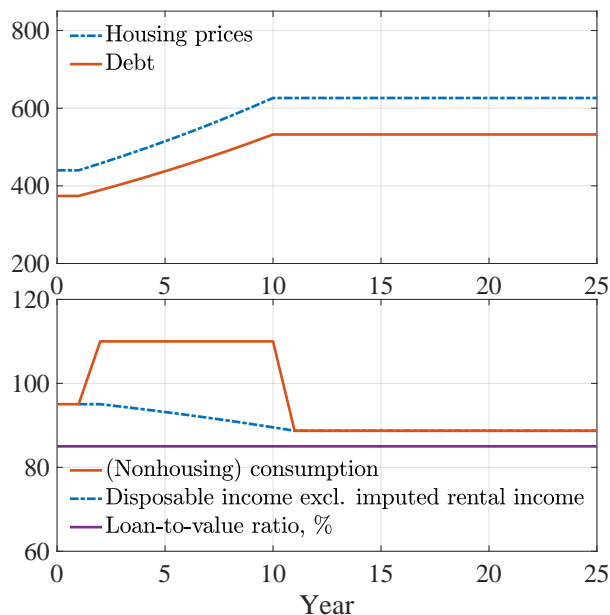 800
600
400
200
Housing prices
Debt
0 5 10 15 20 25
120
100
80
60
(Nonhousing) consumption
Disposable income excl. imputed rental income
Loan-to-value ratio, %
0 5 10 15 20 25
Year